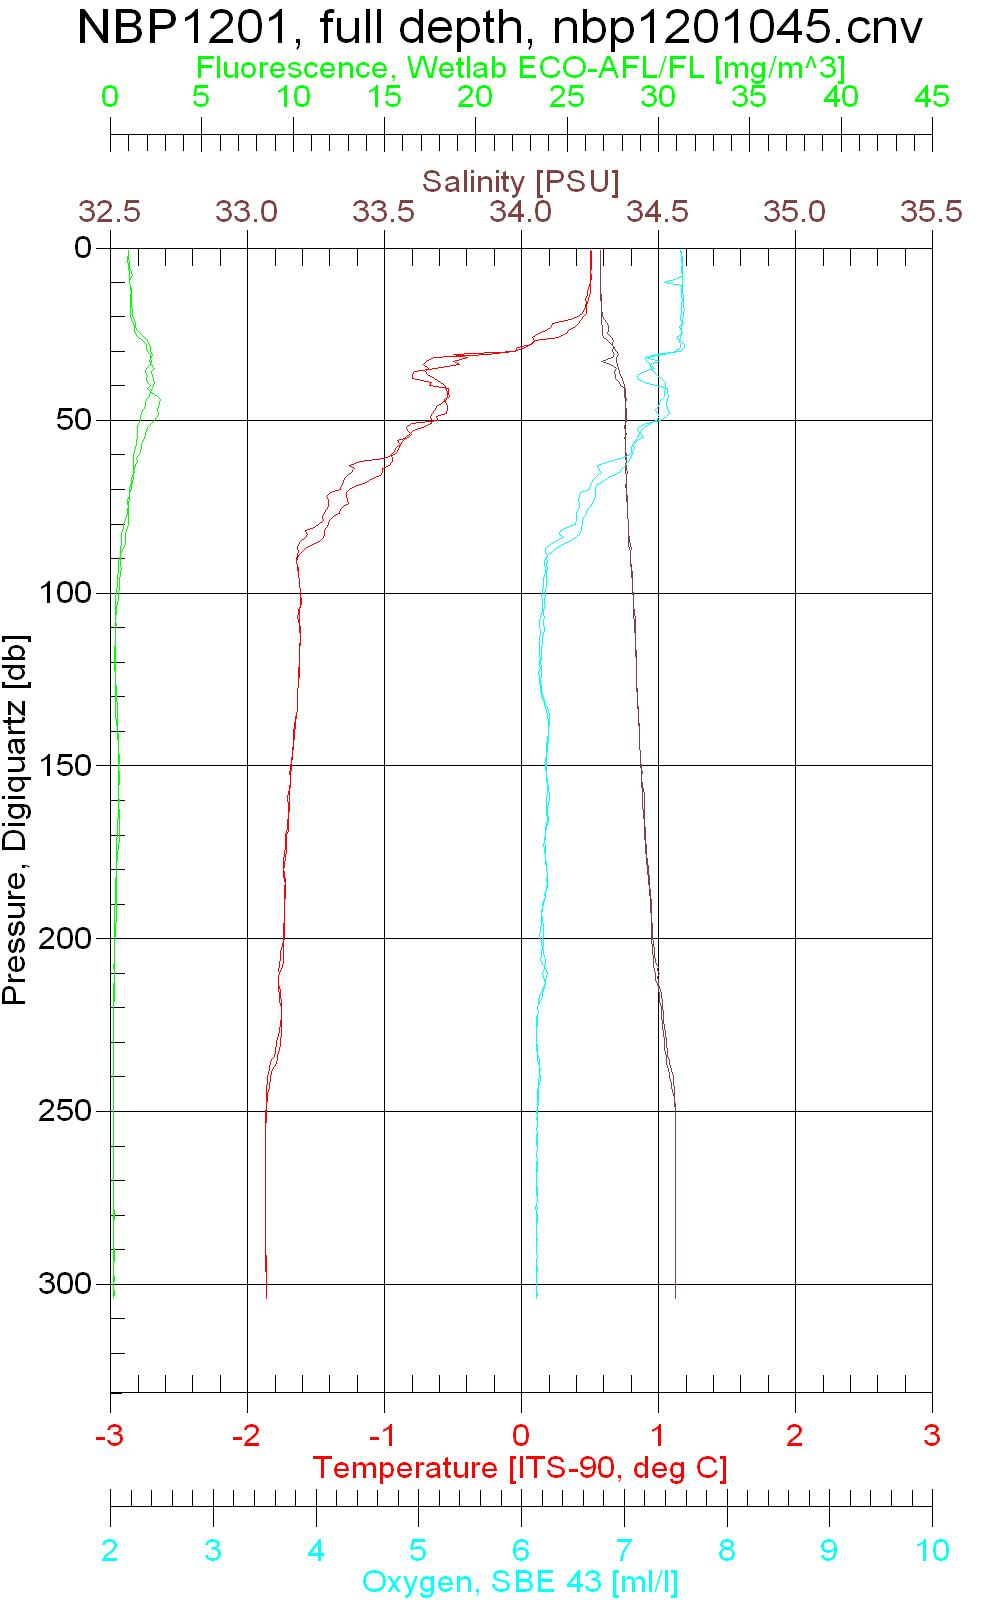 NBP1201, full depth, nbp1201045.cnv
Fluorescence, Wetlab ECO-AFL/FL [mg/m^3]
0 5 10 15 20 25 30 35 40 45
Salinity [PSU]
32.5 33.0 33.5 34.0 34.5 35.0 35.5
0
50
100
150
200
250
300
Pressure, Digiquartz [db]
-3 -2 -1 0 1 2 3
Temperature [ITS-90, deg C]
2 3 4 5 6 7 8 9 10
Oxygen, SBE 43 [ml/l]